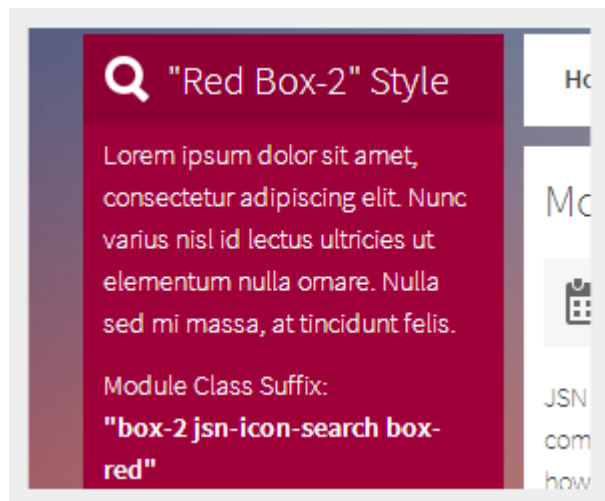 "Red Box-2" Style
Lorem ipsum dolor sit amet,
consectetur adipiscing elit. Nunc
varius nisl id lectus ultricies ut
elementum nulla ornare. Nulla
sed mi massa, at tincidunt felis.
Module Class Suffix:
"box-2 jsn-icon-search box-
red"
JSN
com
how